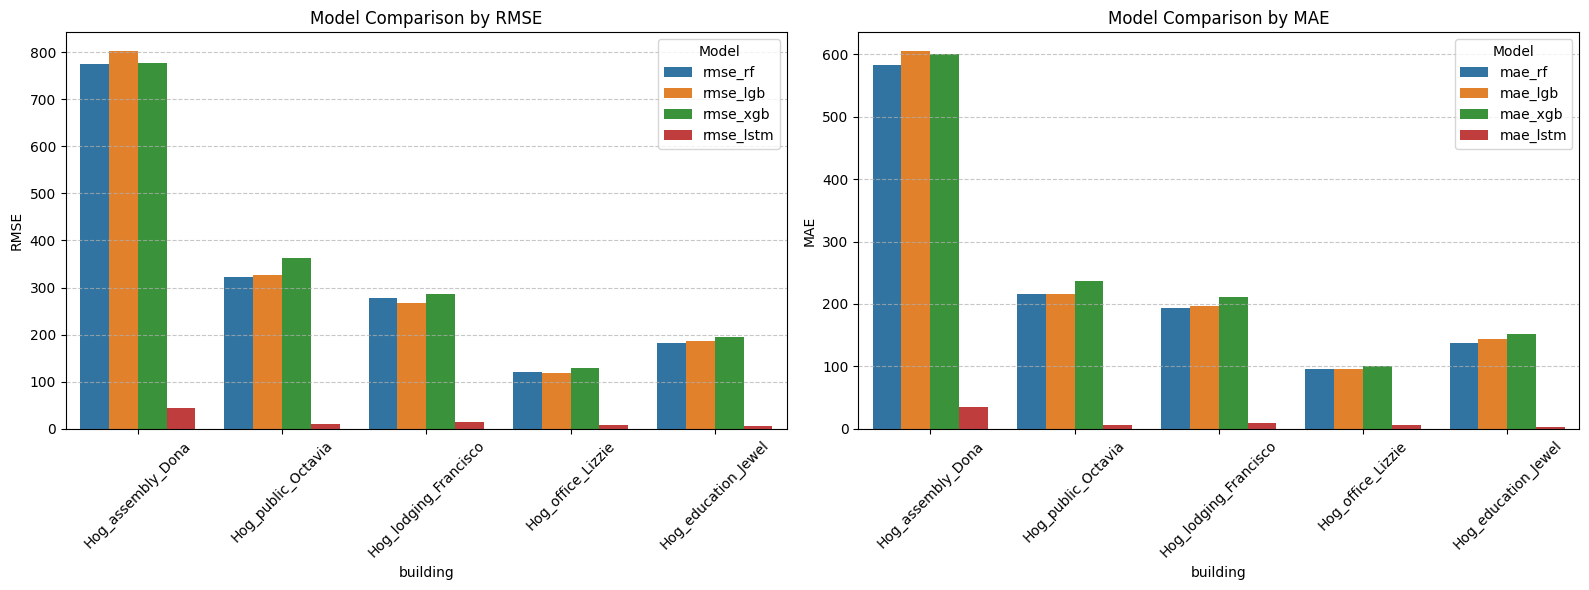 Model Comparison by RMSE
RMSE
800
700
600
500
400
300
200
100
0
Model
rmse_rf
rmse_lgb
rmse_xgb
rmse_lstm
Hog_assembly_Dona
Hog_public_Octavia
Hog_lodging_Francisco
Hog_office_Lizzie
Hog_education_Jewel
building
Model Comparison by MAE
MAE
600
500
400
300
200
100
0
Model
mae_rf
mae_lgb
mae_xgb
mae_lstm
Hog_assembly_Dona
Hog_public_Octavia
Hog_lodging_Francisco
Hog_office_Lizzie
Hog_education_Jewel
building